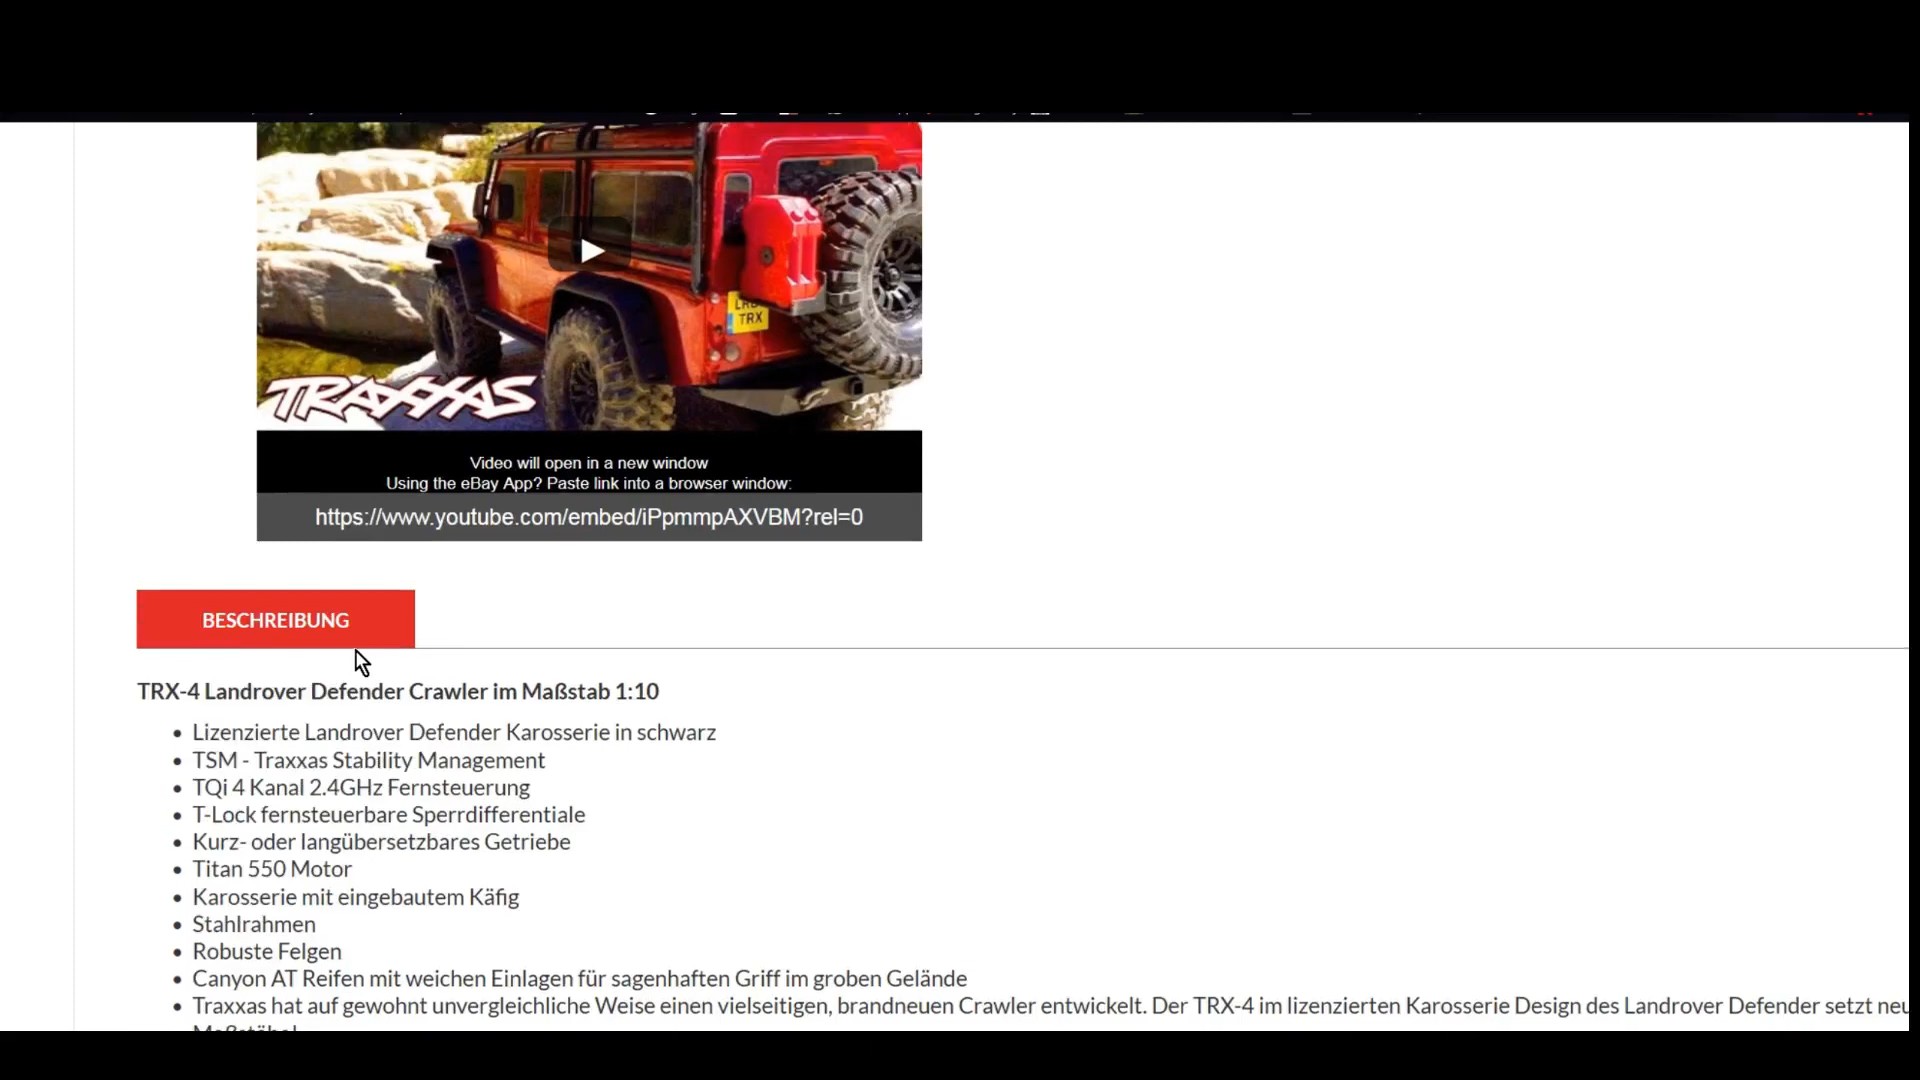 LRD
TRX
TRAXXAS
Video will open in a new window
Using the eBay App? Paste link into a browser window:
https://www.youtube.com/embed/iPpmmpAXVBM?rel=0
BESCHREIBUNG
TRX-4 Landrover Defender Crawler im Maßstab 1:10
• Lizenzierte Landrover Defender Karosserie in schwarz
• TSM - Traxxas Stability Management
• TQi 4 Kanal 2.4GHz Fernsteuerung
• T-Lock fernsteuerbare Sperrdifferentiale
• Kurz- oder langübersetzbares Getriebe
• Titan 550 Motor
• Karosserie mit eingebautem Käfig
• Stahlrahmen
• Robuste Felgen
• Canyon AT Reifen mit weichen Einlagen für sagenhaften Griff im groben Gelände
• Traxxas hat auf gewohnt unvergleichliche Weise einen vielseitigen, brandneuen Crawler entwickelt. Der TRX-4 im lizenzierten Karosserie Design des Landrover Defender setzt neu